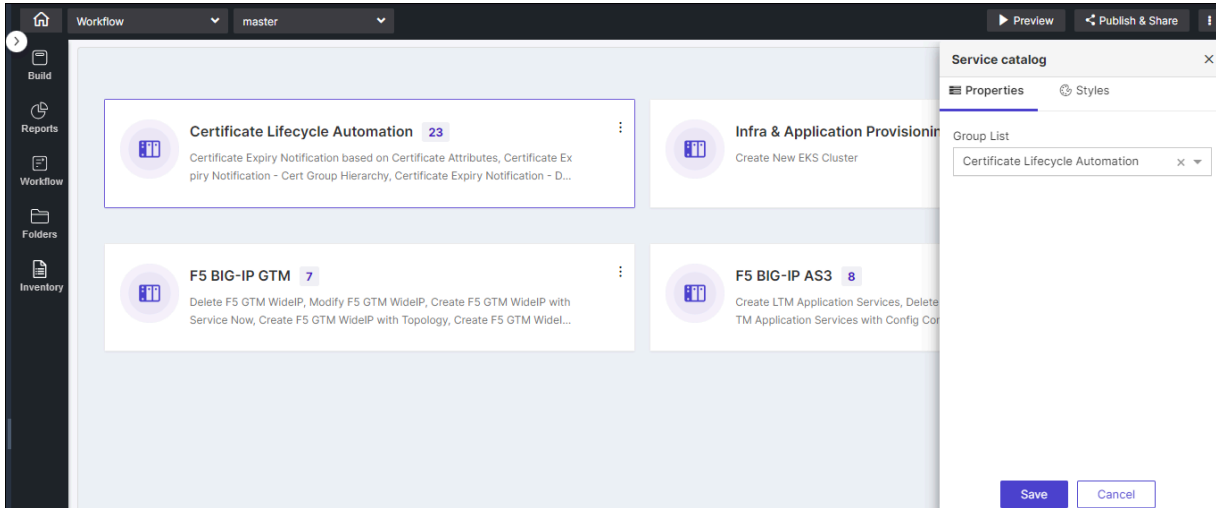 Workflow
master
Preview
Publish & Share
Build
Reports
Workflow
Folders
Inventory
Certificate Lifecycle Automation 23
Certificate Expiry Notification based on Certificate Attributes, Certificate Ex
piry Notification - Cert Group Hierarchy, Certificate Expiry Notification - D...
Infra & Application Provisionin
Create New EKS Cluster
F5 BIG-IP GTM 7
Delete F5 GTM WideIP, Modify F5 GTM WideIP, Create F5 GTM WideIP with
Service Now, Create F5 GTM WideIP with Topology, Create F5 GTM WideI...
F5 BIG-IP AS3 8
Create LTM Application Services, Delete
TM Application Services with Config Cor
Service catalog
Properties
Styles
Group List
Certificate Lifecycle Automation
Save
Cancel